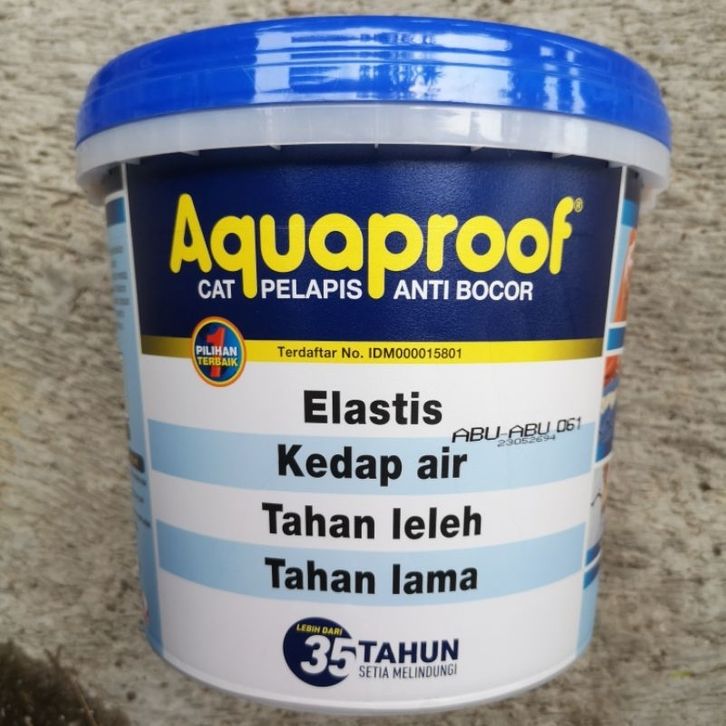 Aquaproof®
CAT PELAPIS ANTI BOCOR
1
PILIHAN
TERBAIK
Terdaftar No. IDM000015801
Elastis
ABU-ABU 061
23052694
Kedap air
Tahan leleh
Tahan lama
LEBIH DARI
35 TAHUN
SETIA MELINDUNGI